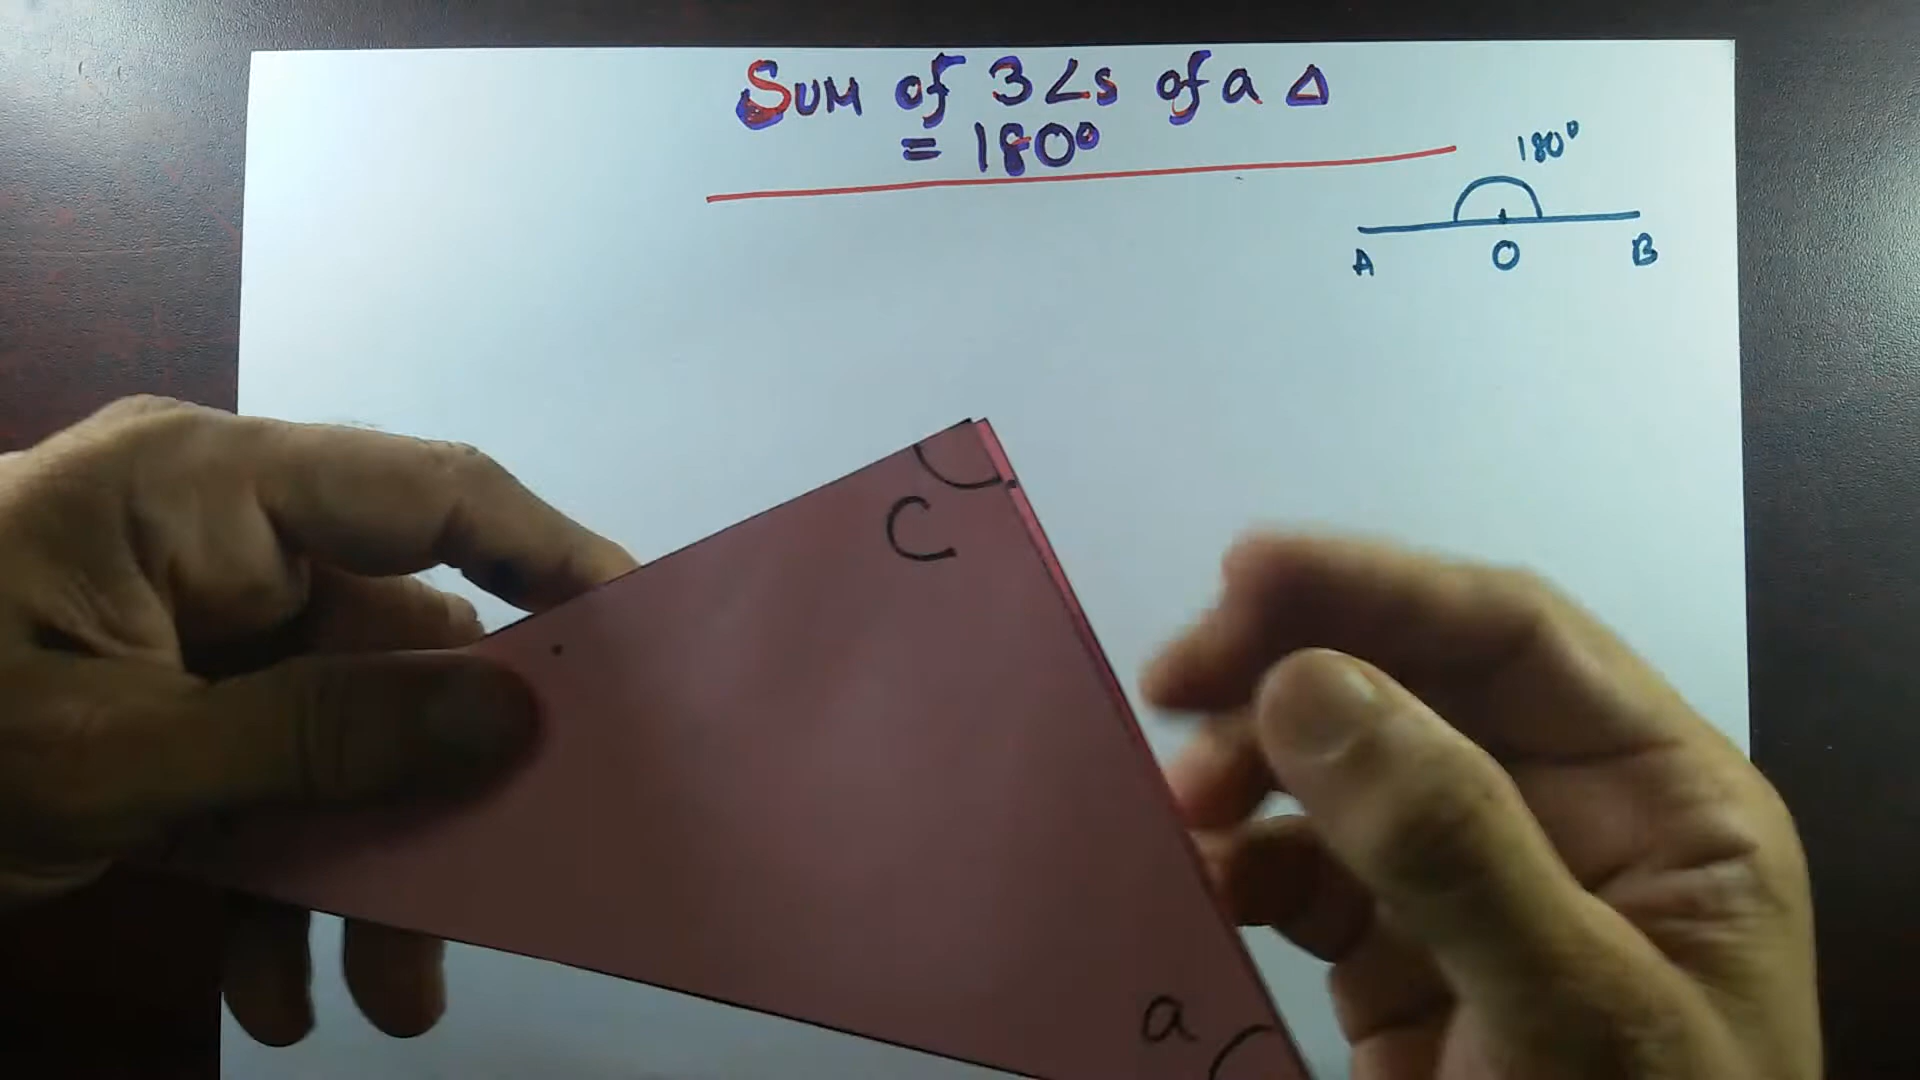 Sum of 3 ∠s of a Δ
= 180°
180°
A O B
C
a